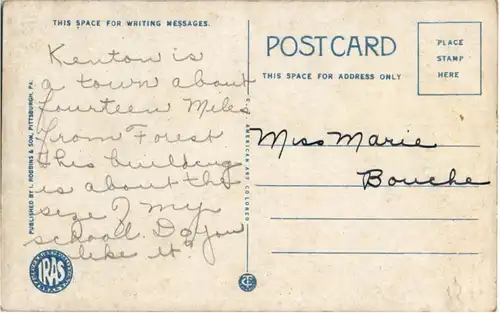 THIS SPACE FOR WRITING MESSAGES.
Kenton is
a town about
fourteen miles
from Forest
this building
is about the
size of my
school. Do you
like it?
PUBLISHED BY I. ROBBINS & SON, PITTSBURGH, PA.
IRAS
AMERICAN ART COLORED
POSTCARD
THIS SPACE FOR ADDRESS ONLY
PLACE
STAMP
HERE
Miss Marie
Bouche